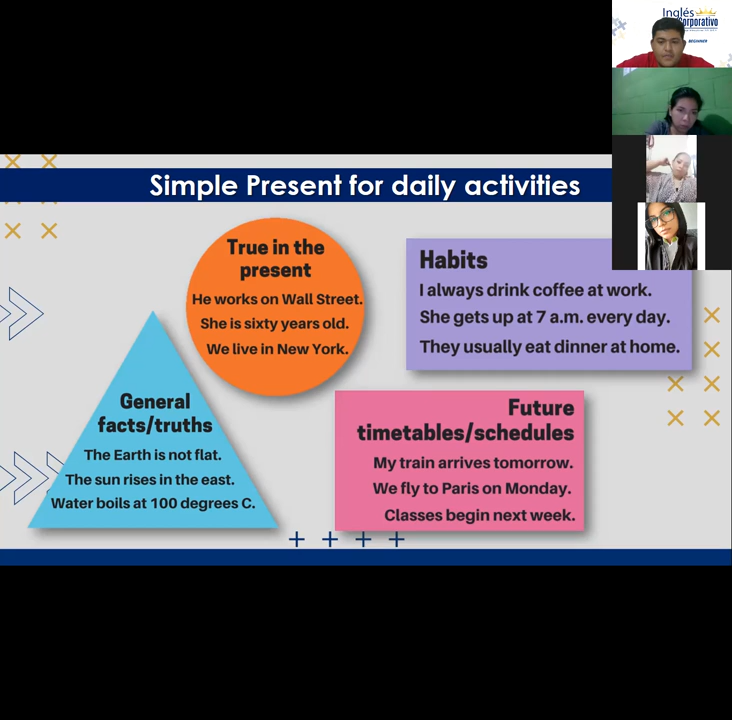 Inglés
Corporativo
BEGINNER
Simple Present for daily activities
True in the
present
He works on Wall Street.
She is sixty years old.
We live in New York.
Habits
I always drink coffee at work.
She gets up at 7 a.m. every day.
They usually eat dinner at home.
General
facts/truths
The Earth is not flat.
The sun rises in the east.
Water boils at 100 degrees C.
Future
timetables/schedules
My train arrives tomorrow.
We fly to Paris on Monday.
Classes begin next week.